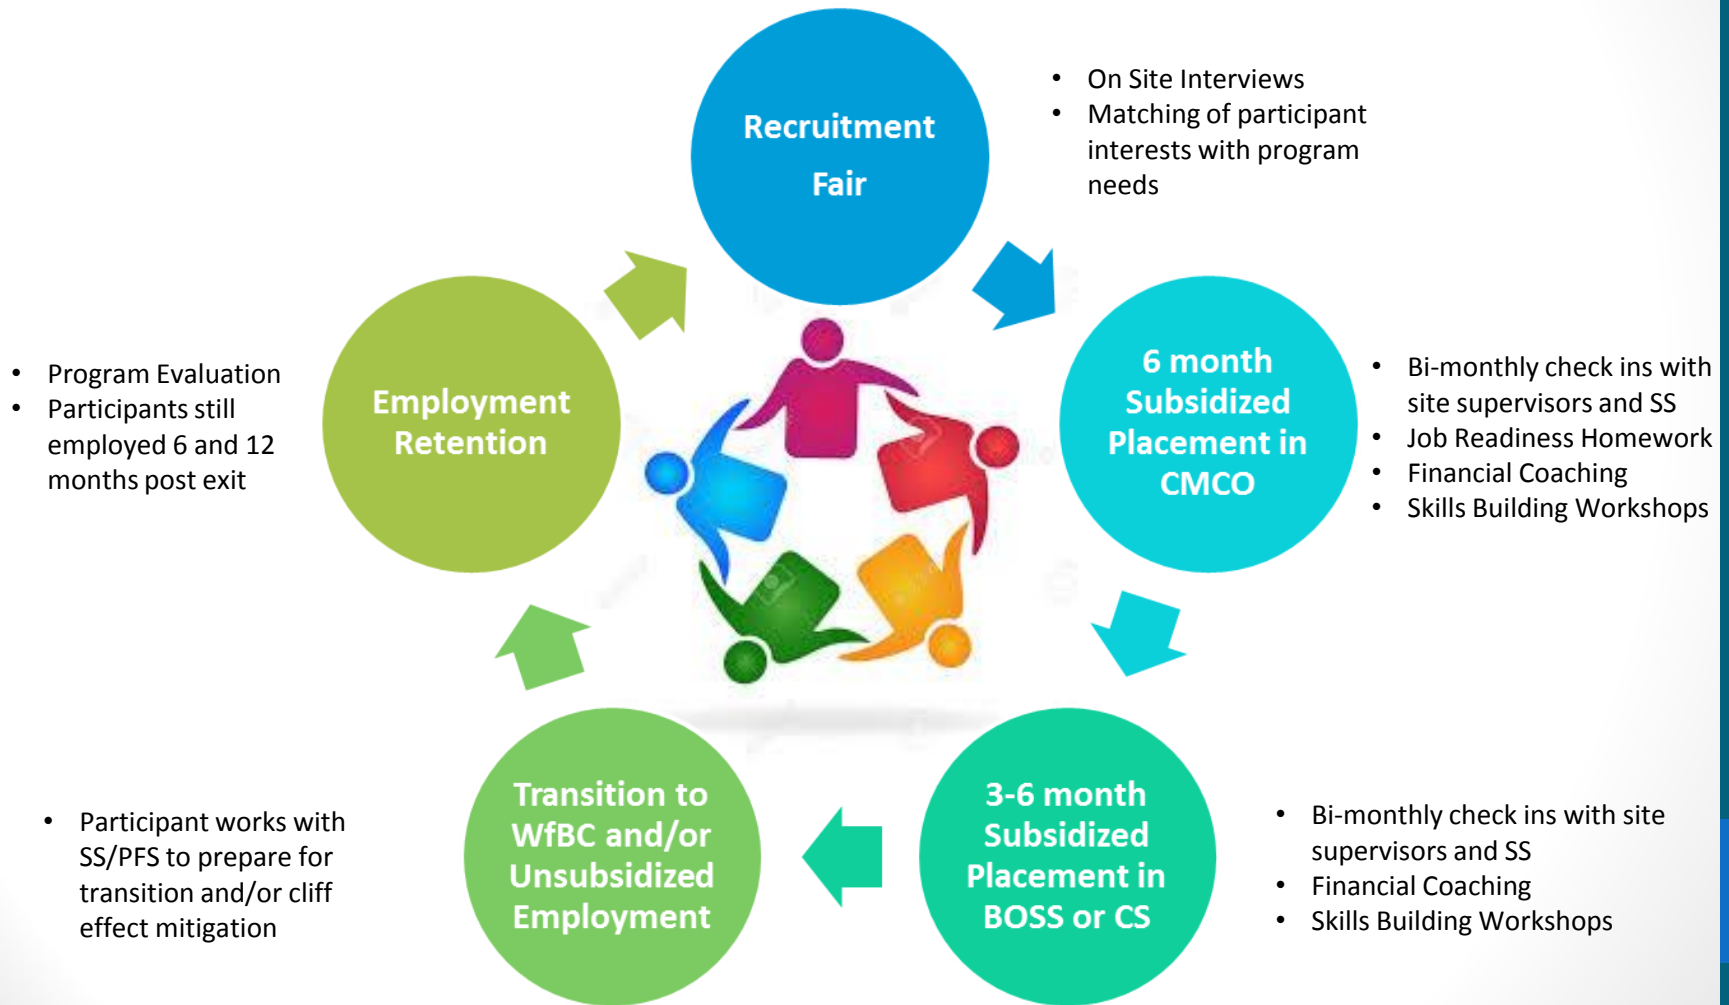 Recruitment
Fair
• On Site Interviews
• Matching of participant
interests with program
needs
6 month
Subsidized
Placement in
CMCO
• Bi-monthly check ins with
site supervisors and SS
• Job Readiness Homework
• Financial Coaching
• Skills Building Workshops
3-6 month
Subsidized
Placement in
BOSS or CS
• Bi-monthly check ins with site
supervisors and SS
• Financial Coaching
• Skills Building Workshops
Transition to
WfBC and/or
Unsubsidized
Employment
• Participant works with
SS/PFS to prepare for
transition and/or cliff
effect mitigation
Employment
Retention
• Program Evaluation
• Participants still
employed 6 and 12
months post exit